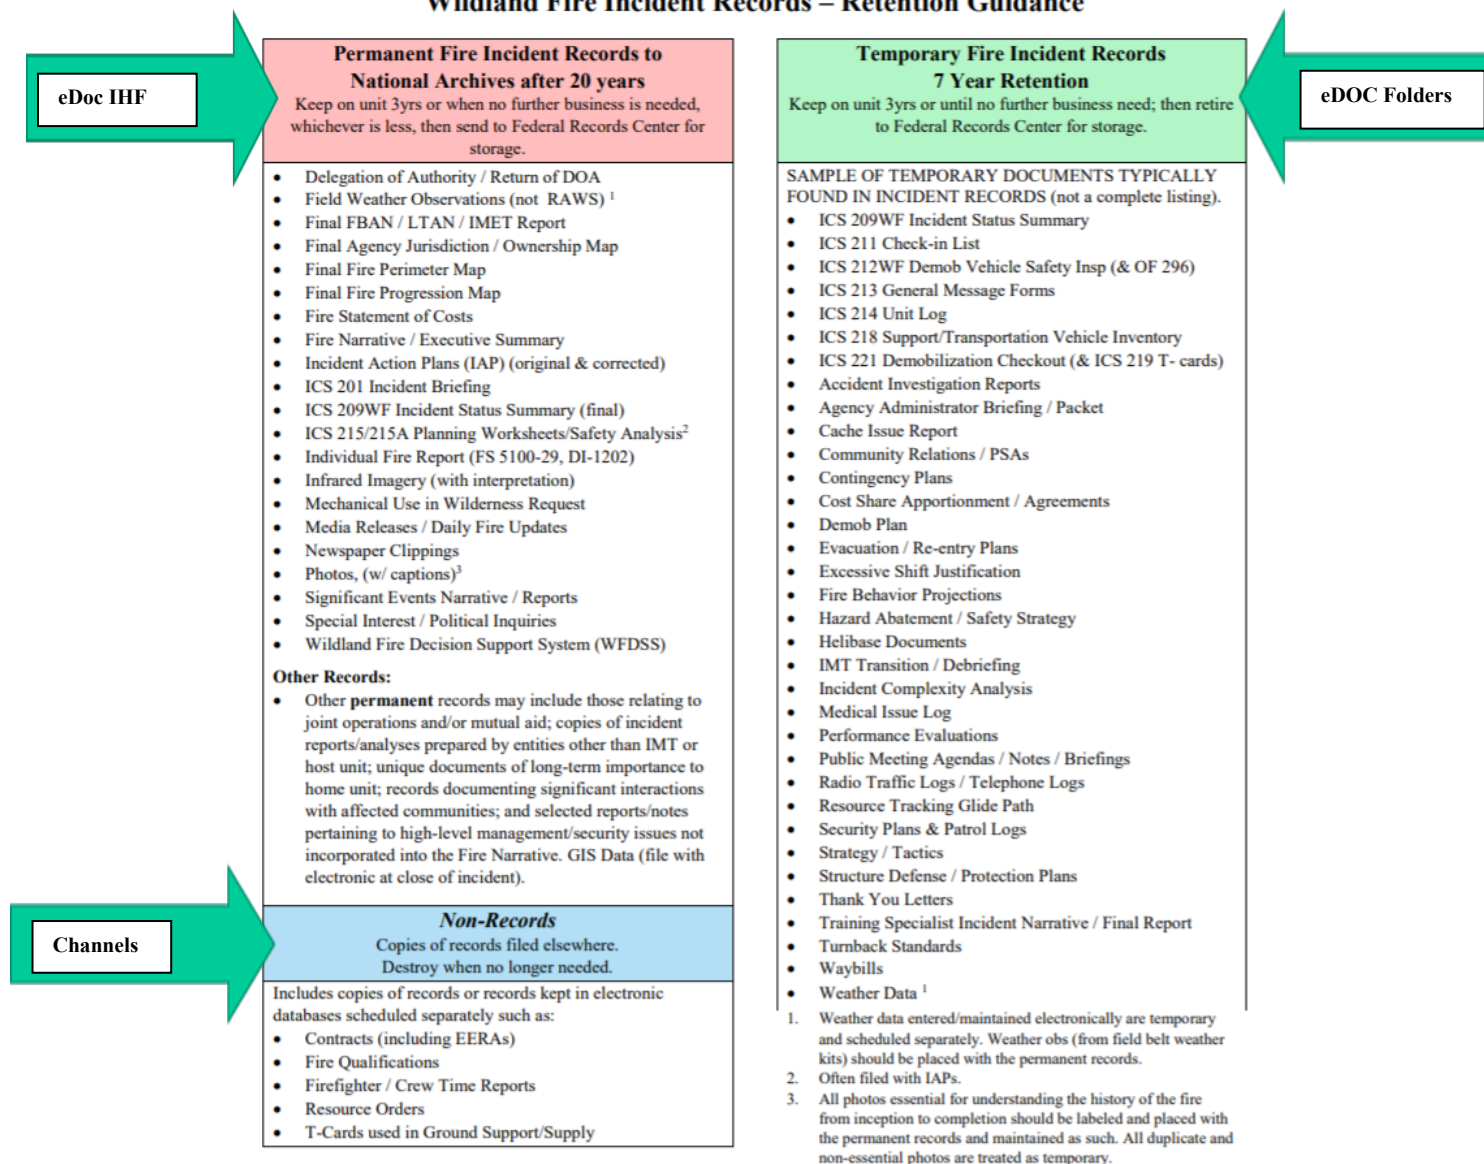 Wildland Fire Incident Records – Retention Guidance
eDoc IHF
Permanent Fire Incident Records to
National Archives after 20 years
Keep on unit 3yrs or when no further business is needed,
whichever is less, then send to Federal Records Center for
storage.
• Delegation of Authority / Return of DOA
• Field Weather Observations (not RAWS) 1
• Final FBAN / LTAN / IMET Report
• Final Agency Jurisdiction / Ownership Map
• Final Fire Perimeter Map
• Final Fire Progression Map
• Fire Statement of Costs
• Fire Narrative / Executive Summary
• Incident Action Plans (IAP) (original & corrected)
• ICS 201 Incident Briefing
• ICS 209WF Incident Status Summary (final)
• ICS 215/215A Planning Worksheets/Safety Analysis2
• Individual Fire Report (FS 5100-29, DI-1202)
• Infrared Imagery (with interpretation)
• Mechanical Use in Wilderness Request
• Media Releases / Daily Fire Updates
• Newspaper Clippings
• Photos, (w/ captions)3
• Significant Events Narrative / Reports
• Special Interest / Political Inquiries
• Wildland Fire Decision Support System (WFDSS)
Other Records:
• Other permanent records may include those relating to
joint operations and/or mutual aid; copies of incident
reports/analyses prepared by entities other than IMT or
host unit; unique documents of long-term importance to
home unit; records documenting significant interactions
with affected communities; and selected reports/notes
pertaining to high-level management/security issues not
incorporated into the Fire Narrative. GIS Data (file with
electronic at close of incident).
Channels
Non-Records
Copies of records filed elsewhere.
Destroy when no longer needed.
Includes copies of records or records kept in electronic
databases scheduled separately such as:
• Contracts (including EERAs)
• Fire Qualifications
• Firefighter / Crew Time Reports
• Resource Orders
• T-Cards used in Ground Support/Supply
Temporary Fire Incident Records
7 Year Retention
Keep on unit 3yrs or until no further business need; then retire
to Federal Records Center for storage.
eDOC Folders
SAMPLE OF TEMPORARY DOCUMENTS TYPICALLY
FOUND IN INCIDENT RECORDS (not a complete listing).
• ICS 209WF Incident Status Summary
• ICS 211 Check-in List
• ICS 212WF Demob Vehicle Safety Insp (& OF 296)
• ICS 213 General Message Forms
• ICS 214 Unit Log
• ICS 218 Support/Transportation Vehicle Inventory
• ICS 221 Demobilization Checkout (& ICS 219 T- cards)
• Accident Investigation Reports
• Agency Administrator Briefing / Packet
• Cache Issue Report
• Community Relations / PSAs
• Contingency Plans
• Cost Share Apportionment / Agreements
• Demob Plan
• Evacuation / Re-entry Plans
• Excessive Shift Justification
• Fire Behavior Projections
• Hazard Abatement / Safety Strategy
• Helibase Documents
• IMT Transition / Debriefing
• Incident Complexity Analysis
• Medical Issue Log
• Performance Evaluations
• Public Meeting Agendas / Notes / Briefings
• Radio Traffic Logs / Telephone Logs
• Resource Tracking Glide Path
• Security Plans & Patrol Logs
• Strategy / Tactics
• Structure Defense / Protection Plans
• Thank You Letters
• Training Specialist Incident Narrative / Final Report
• Turnback Standards
• Waybills
• Weather Data 1
1. Weather data entered/maintained electronically are temporary
and scheduled separately. Weather obs (from field belt weather
kits) should be placed with the permanent records.
2. Often filed with IAPs.
3. All photos essential for understanding the history of the fire
from inception to completion should be labeled and placed with
the permanent records and maintained as such. All duplicate and
non-essential photos are treated as temporary.